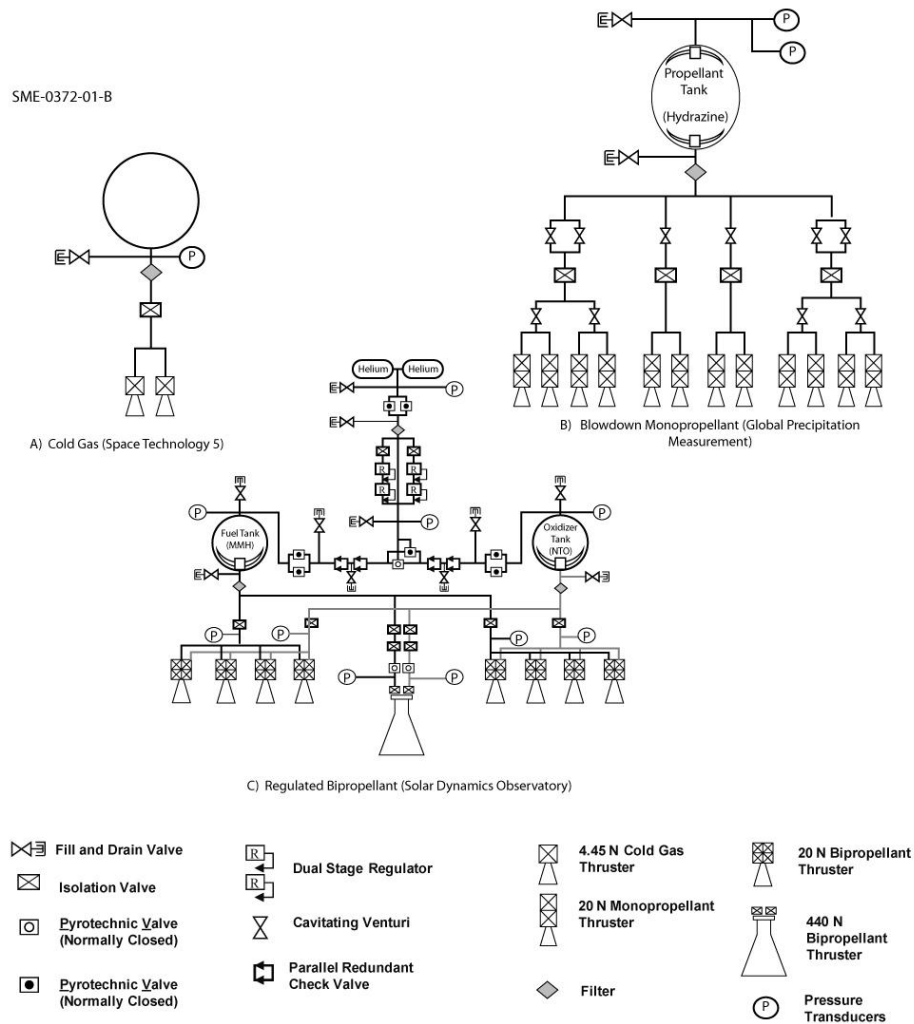 SME-0372-01-B
P
P
Propellant
Tank
(Hydrazine)
P
A) Cold Gas (Space Technology 5)
B) Blowdown Monopropellant (Global Precipitation
Measurement)
Helium Helium
P
R R
R R
P P P
Fuel Tank
(MMH)
Oxidizer
Tank
(NTO)
P P P P
P P
C) Regulated Bipropellant (Solar Dynamics Observatory)
Fill and Drain Valve
Isolation Valve
Pyrotechnic Valve
(Normally Closed)
Pyrotechnic Valve
(Normally Closed)
R
R
Dual Stage Regulator
Cavitating Venturi
Parallel Redundant
Check Valve
4.45 N Cold Gas
Thruster
20 N Monopropellant
Thruster
Filter
20 N Bipropellant
Thruster
440 N
Bipropellant
Thruster
P
Pressure
Transducers